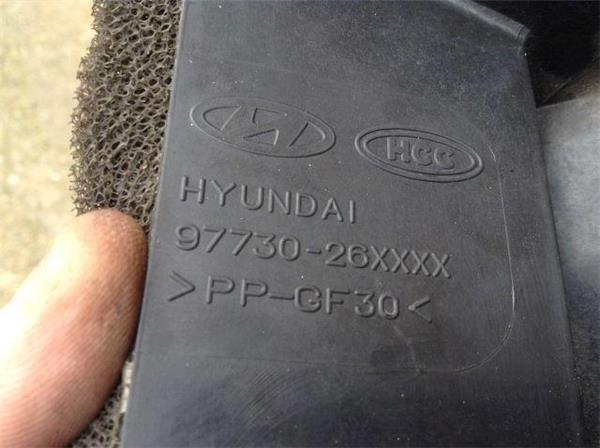 HCC
HYUNDAI
97730-26XXXX
>PP-GF30<